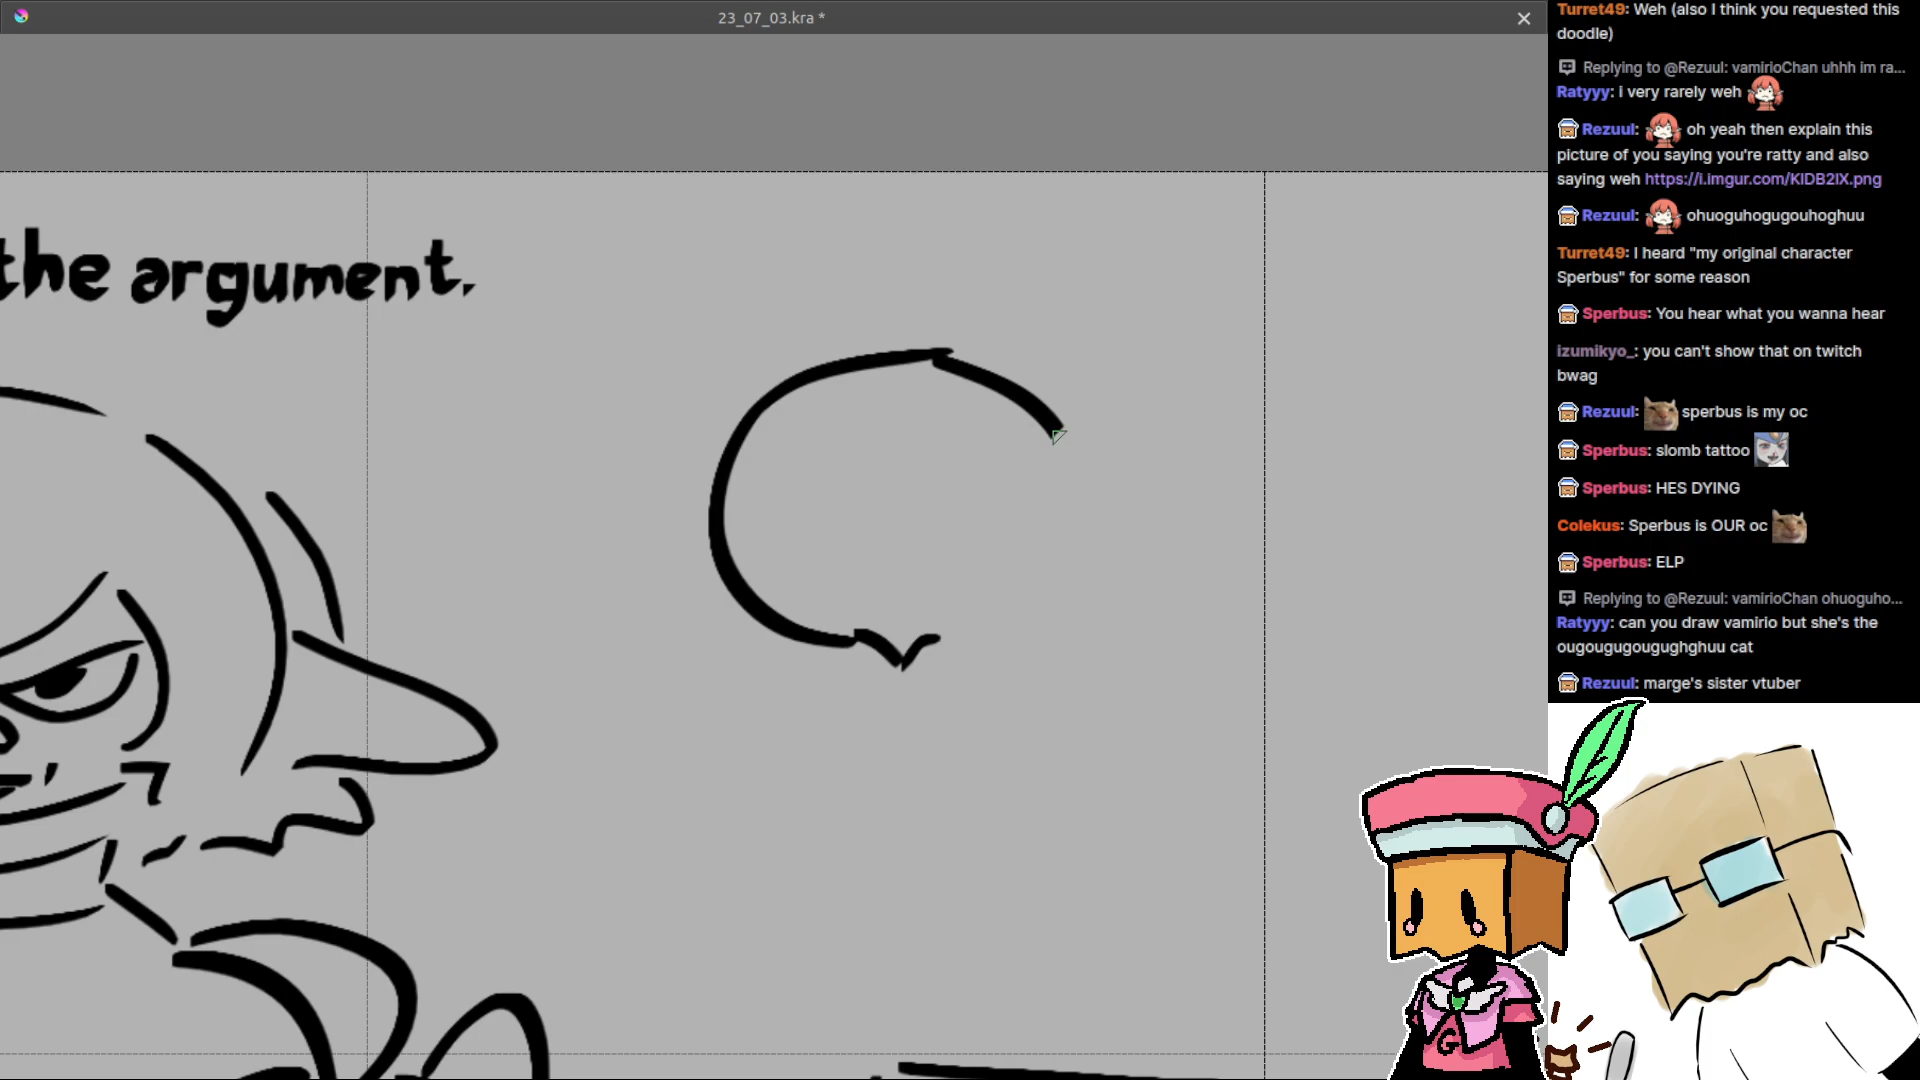 23_07_03.kra *
the argument.
Turret49: Weh (also I think you requested this
doodle)
Replying to @Rezuul: vamirioChan uhhh im ra...
Ratyyy: i very rarely weh
Rezuul: oh yeah then explain this
picture of you saying you're ratty and also
saying weh https://i.imgur.com/KlDB2lX.png
Rezuul: ohuoguhogugouhoghuu
Turret49: I heard "my original character
Sperbus" for some reason
Sperbus: You hear what you wanna hear
izumikyo_: you can't show that on twitch
bwag
Rezuul: sperbus is my oc
Sperbus: slomb tattoo
Sperbus: HES DYING
Colekus: Sperbus is OUR oc
Sperbus: ELP
Replying to @Rezuul: vamirioChan ohuoguho...
Ratyyy: can you draw vamirio but she's the
ougougugougughghuu cat
Rezuul: marge's sister vtuber
G